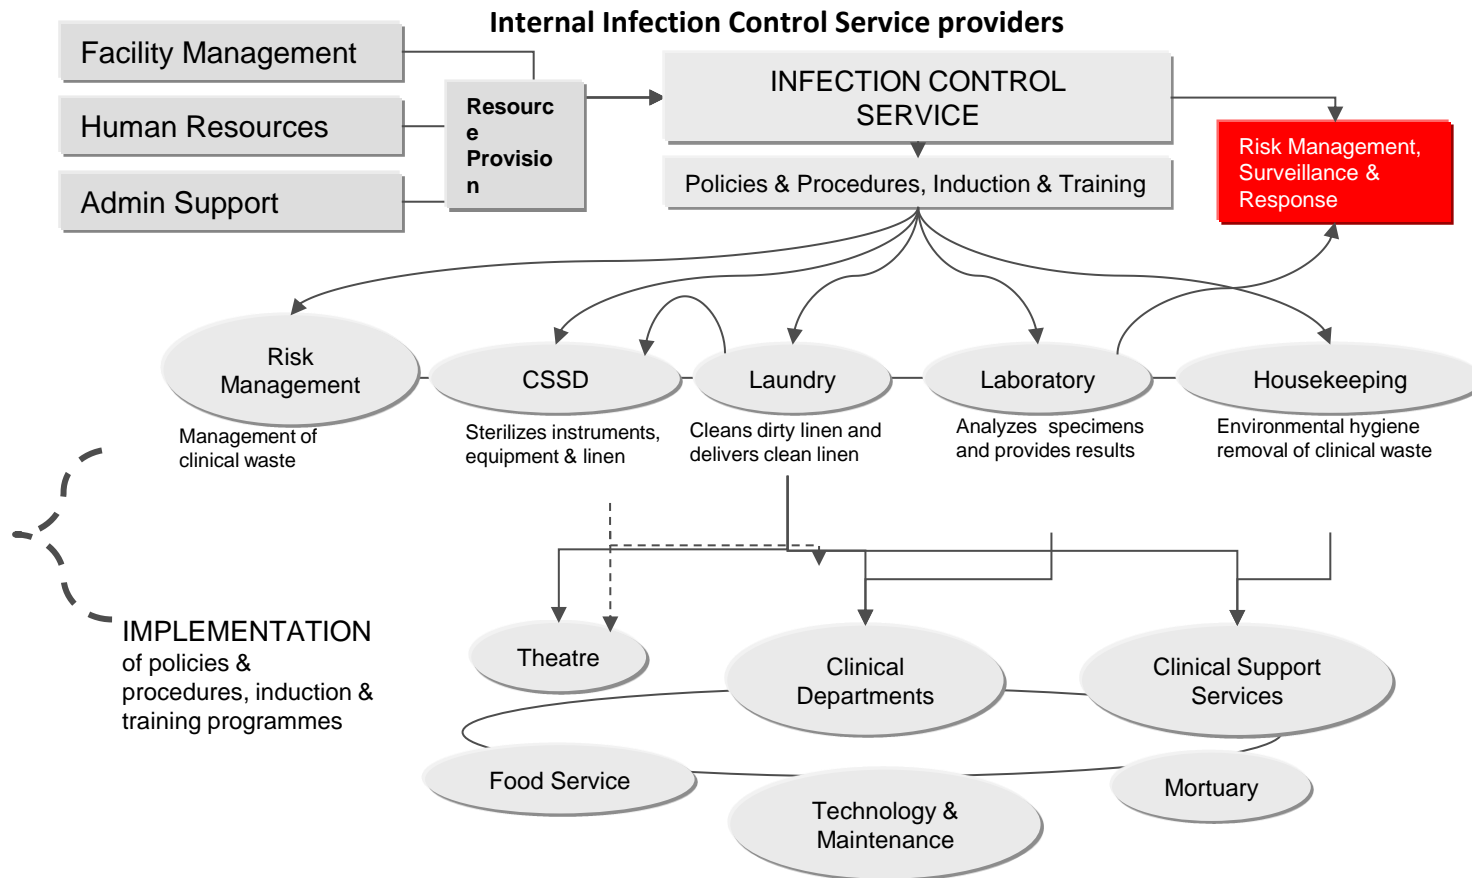 Internal Infection Control Service providers
Facility Management
Human Resources
Admin Support
Resourc
e
Provisio
n
INFECTION CONTROL
SERVICE
Policies & Procedures, Induction & Training
Risk Management,
Surveillance &
Response
Risk
Management
CSSD
Laundry
Laboratory
Housekeeping
Management of
clinical waste
Sterilizes instruments,
equipment & linen
Cleans dirty linen and
delivers clean linen
Analyzes specimens
and provides results
Environmental hygiene
removal of clinical waste
IMPLEMENTATION
of policies &
procedures, induction &
training programmes
Theatre
Clinical
Departments
Clinical Support
Services
Food Service
Technology &
Maintenance
Mortuary